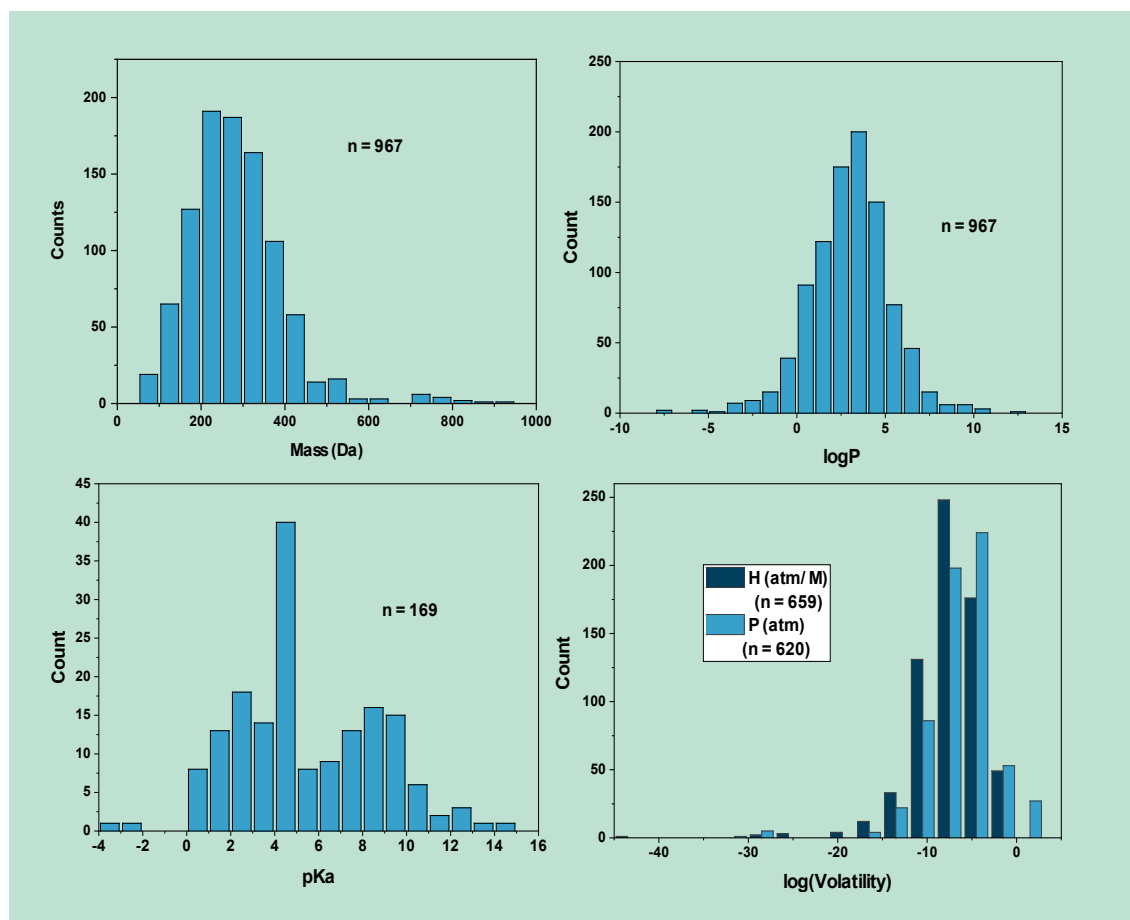 200
150
100
50
0
Counts
n = 967
0 200 400 600 800 1000
Mass (Da)
250
200
150
100
50
0
Count
n = 967
-10 -5 0 5 10 15
logP
45
40
35
30
25
20
15
10
5
0
Count
n = 169
-4 -2 0 2 4 6 8 10 12 14 16
pKa
250
200
150
100
50
0
Count
H (atm/ M)
(n = 659)
P (atm)
(n = 620)
-40 -30 -20 -10 0
log(Volatility)